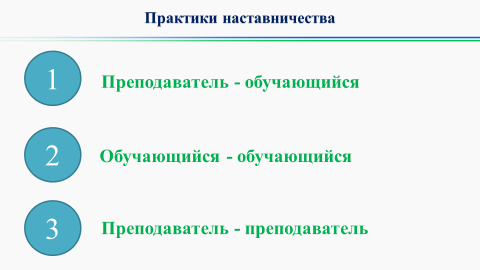 Практики наставничества
1
Преподаватель - обучающийся
2
Обучающийся - обучающийся
3
Преподаватель - преподаватель